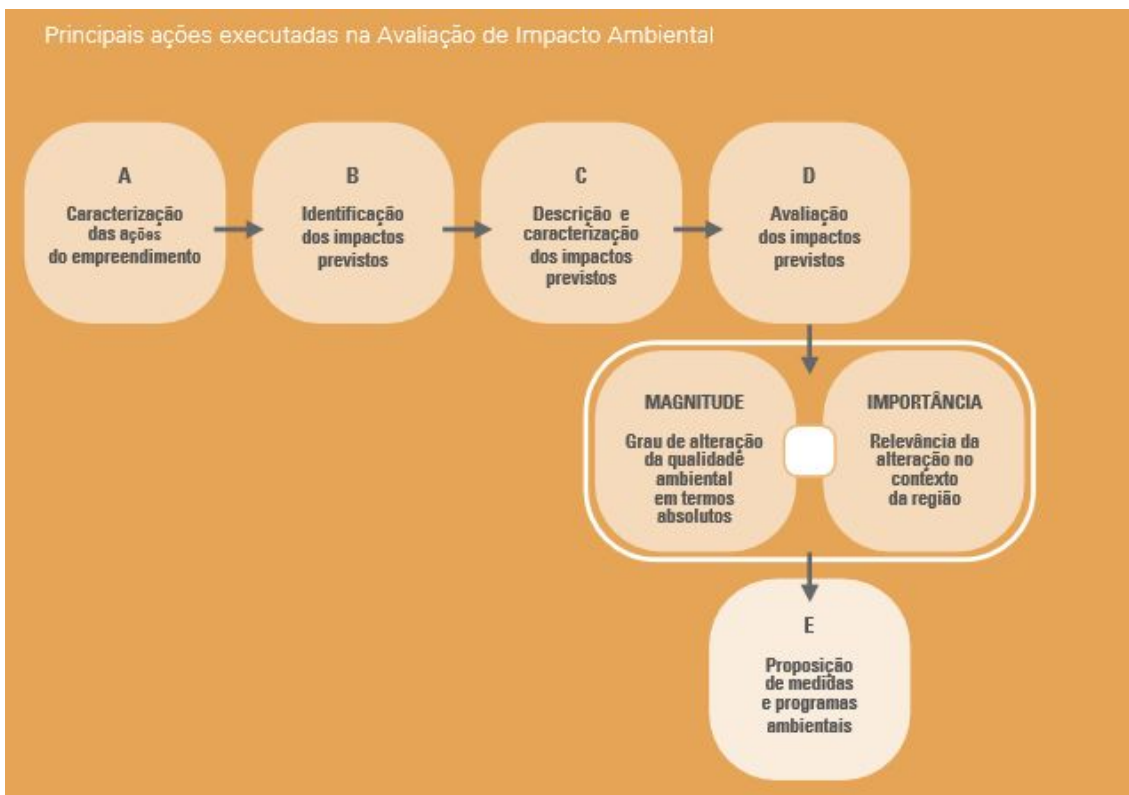 Principais ações executadas na Avaliação de Impacto Ambiental
A
Caracterização
das ações
do empreendimento
B
Identificação
dos impactos
previstos
C
Descrição e
caracterização
dos impactos
previstos
D
Avaliação
dos impactos
previstos
MAGNITUDE
Grau de alteração
da qualidade
ambiental
em termos
absolutos
IMPORTÂNCIA
Relevância da
alteração no
contexto
da região
E
Proposição
de medidas
e programas
ambientais